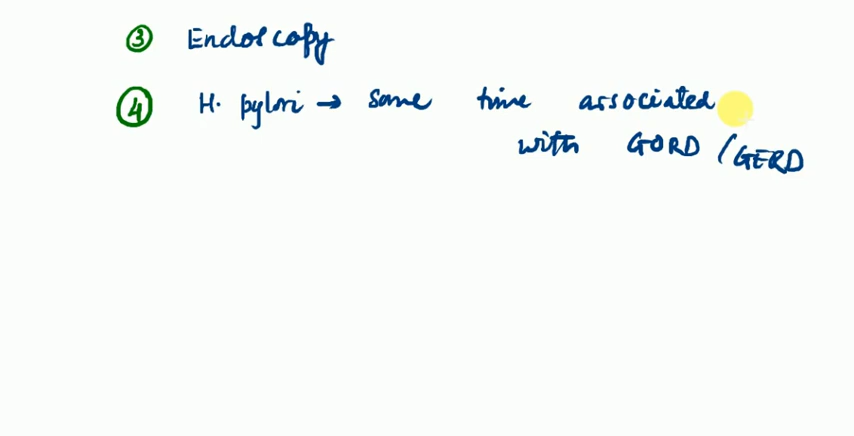 ③ Endoscopy
④ H. pylori → some time associated
with GORD / GERD